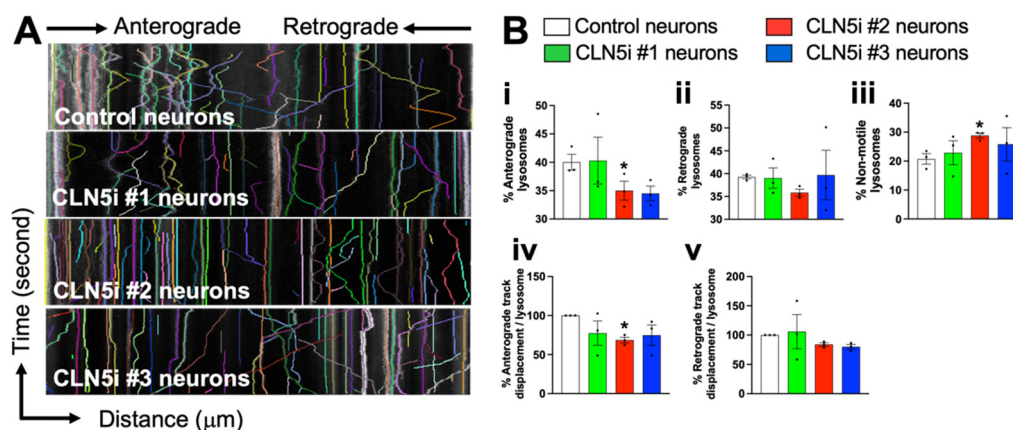 A
Anterograde
Retrograde
Control neurons
CLN5i #1 neurons
CLN5i #2 neurons
CLN5i #3 neurons
Time (second)
Distance (μm)
B
Control neurons
CLN5i #2 neurons
CLN5i #1 neurons
CLN5i #3 neurons
i
% Anterograde
lysosomes
50
45
40
35
30
*
ii
% Retrograde
lysosomes
55
50
45
40
35
30
iii
% Non-motile
lysosomes
40
30
20
10
0
*
iv
% Anterograde track
displacement / lysosome
150
100
50
0
*
v
% Retrograde track
displacement / lysosome
200
150
100
50
0